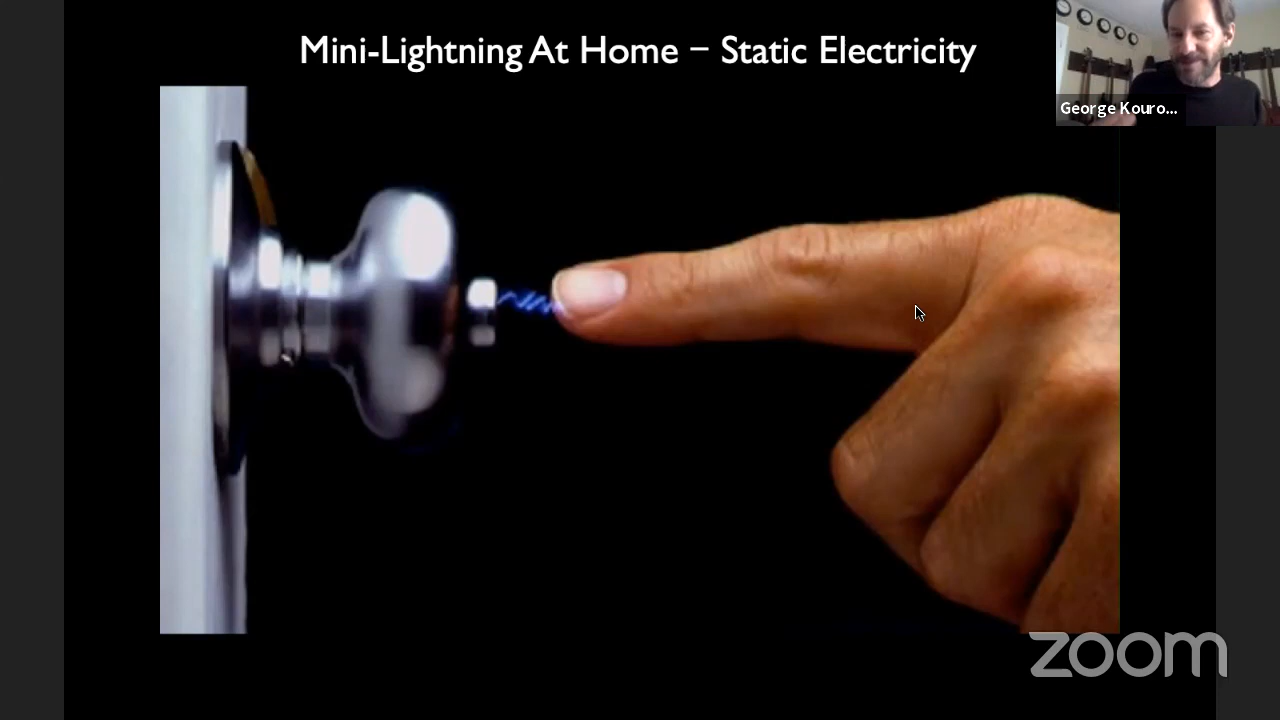 Mini-Lightning At Home – Static Electricity
George Kouro...
zoom